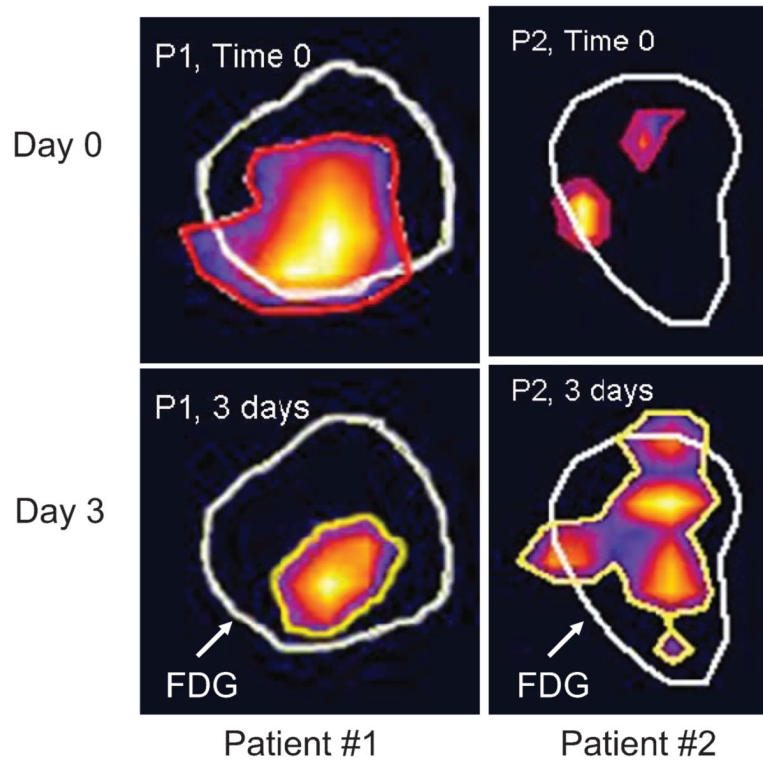 P1, Time 0
P2, Time 0
Day 0
P1, 3 days
P2, 3 days
Day 3
FDG
FDG
Patient #1
Patient #2